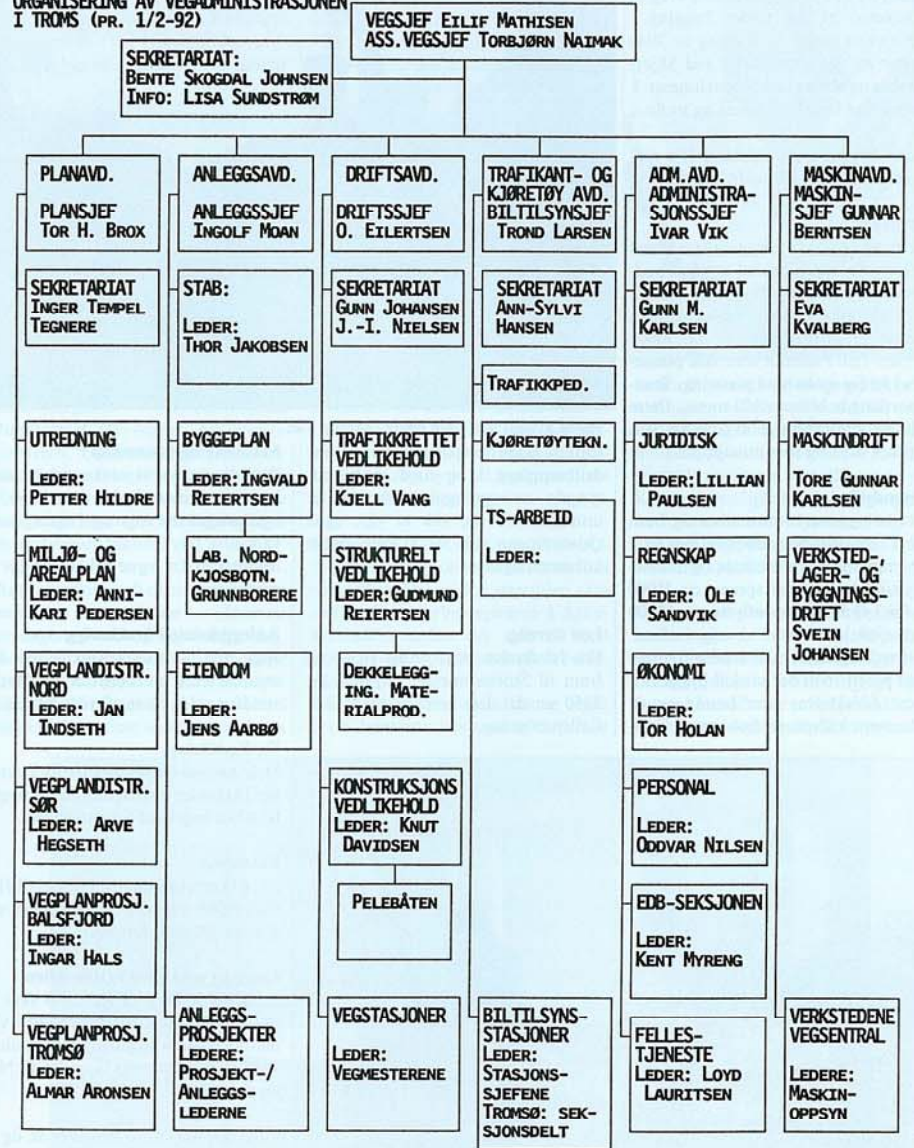 ORGANISERING AV VEGADMINISTRASJONEN
I TROMS (PR. 1/2-92)
VEGSJEF EILIF MATHISEN
ASS.VEGSJEF TORBJØRN NAIMAK
SEKRETARIAT:
BENTE SKOGDAL JOHNSEN
INFO: LISA SUNDSTRØM
PLANAVD.
PLANSJEF
TOR H. BROX
ANLEGGSAVD.
ANLEGGSSJEF
INGOLF MOAN
DRIFTSAVD.
DRIFTSSJEF
O. EILERTSEN
TRAFIKANT- OG
KJØRETØY AVD.
BILTILSYNSJEF
TROND LARSEN
ADM.AVD.
ADMINISTRA-
SJONSSJEF
IVAR VIK
MASKINAVD.
MASKIN-
SJEF GUNNAR
BERNTSEN
SEKRETARIAT
INGER TEMPEL
TEGNERE
STAB:
LEDER:
THOR JAKOBSEN
SEKRETARIAT
GUNN JOHANSEN
J.-I. NIELSEN
SEKRETARIAT
ANN-SYLVI
HANSEN
SEKRETARIAT
GUNN M.
KARLSEN
SEKRETARIAT
EVA
KVALBERG
TRAFIKKPED.
UTREDNING
LEDER:
PETTER HILDRE
BYGGEPLAN
LEDER:INGVALD
REIERTSEN
TRAFIKKRETTET
VEDLIKEHOLD
LEDER:
KJELL VANG
KJØRETØYTEKN.
JURIDISK
LEDER:LILLIAN
PAULSEN
MASKINDRIFT
TORE GUNNAR
KARLSEN
MILJØ- OG
AREALPLAN
LEDER: ANNI-
KARI PEDERSEN
LAB. NORD-
KJOSBOTN.
GRUNNBORERE
STRUKTURELT
VEDLIKEHOLD
LEDER:GUDMUND
REIERTSEN
TS-ARBEID
LEDER:
REGNSKAP
LEDER: OLE
SANDVIK
VERKSTED-
LAGER- OG
BYGGNINGS-
DRIFT
SVEIN
JOHANSEN
VEGPLANDISTR.
NORD
LEDER: JAN
INDSETH
EIENDOM
JENS AARBØ
DEKKELEGG-
ING. MATE-
RIALPROD.
ØKONOMI
LEDER:
TOR HOLAN
VEGPLANDISTR.
SØR
LEDER: ARVE
HEGSETH
KONSTRUKSJONS
VEDLIKEHOLD
LEDER: KNUT
DAVIDSEN
PERSONAL
LEDER:
ODDVAR NILSEN
VEGPLANPROSJ.
BALSFJORD
LEDER:
INGAR HALS
PELEBÅTEN
EDB-SEKSJONEN
LEDER:
KENT MYRENG
VEGPLANPROSJ.
TROMSØ
LEDER:
ALMAR ARONSEN
ANLEGGS-
PROSJEKTER
LEDERE:
PROSJEKT-/
ANLEGGS-
LEDERNE
VEGSTASJONER
LEDER:
VEGMESTERENE
BILTILSYNS-
STASJONER
LEDER:
STASJONS-
SJEFENE
TROMSØ: SEK-
SJONSDELT
FELLES-
TJENESTE
LEDER: LOYD
LAURITSEN
VERKSTEDENE
VEGSENTRAL
LEDERE:
MASKIN-
OPPSYN